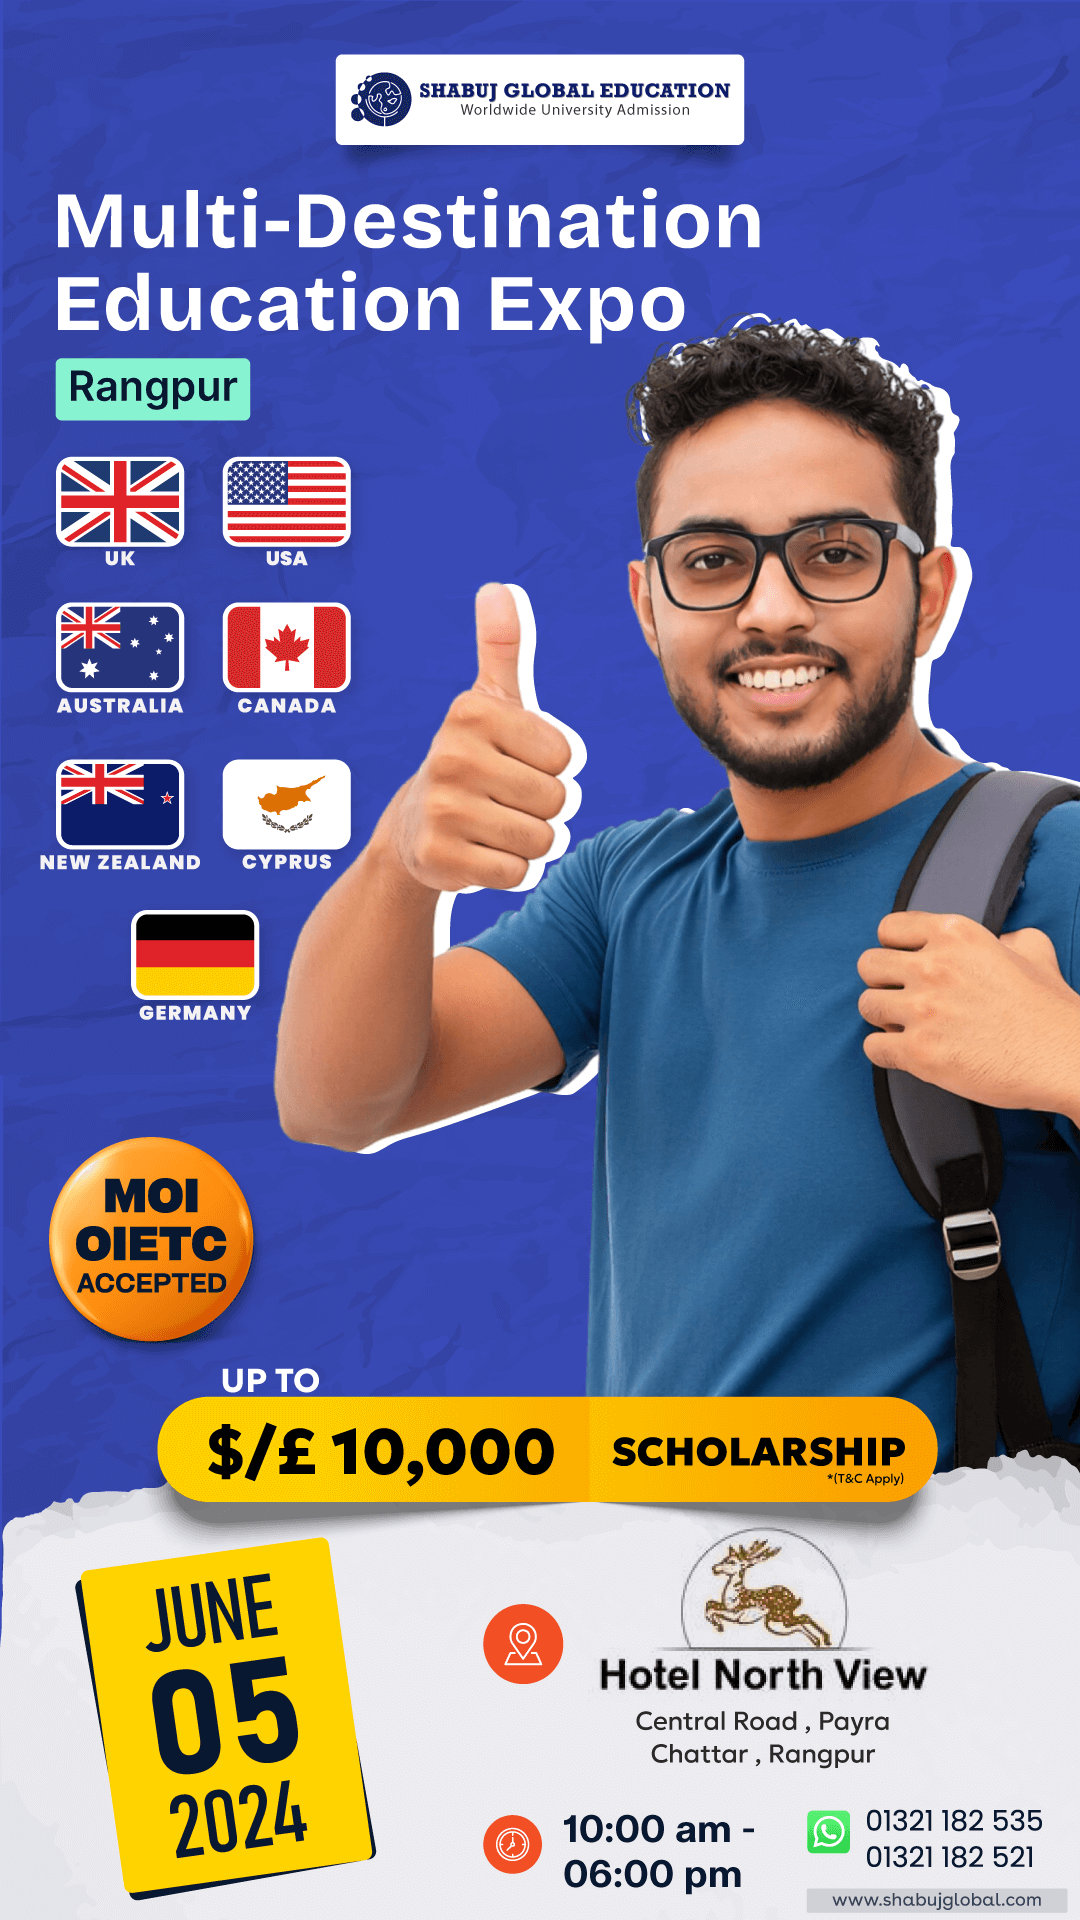 SHABUJ GLOBAL EDUCATION
Worldwide University Admission
Multi-Destination
Education Expo
Rangpur
UK
USA
AUSTRALIA
CANADA
NEW ZEALAND
CYPRUS
GERMANY
MOI
OIETC
ACCEPTED
UP TO
$/£ 10,000
SCHOLARSHIP
*(T&C Apply)
JUNE
05
2024
Hotel North View
Central Road , Payra
Chattar , Rangpur
10:00 am -
06:00 pm
01321 182 535
01321 182 521
www.shabujglobal.com